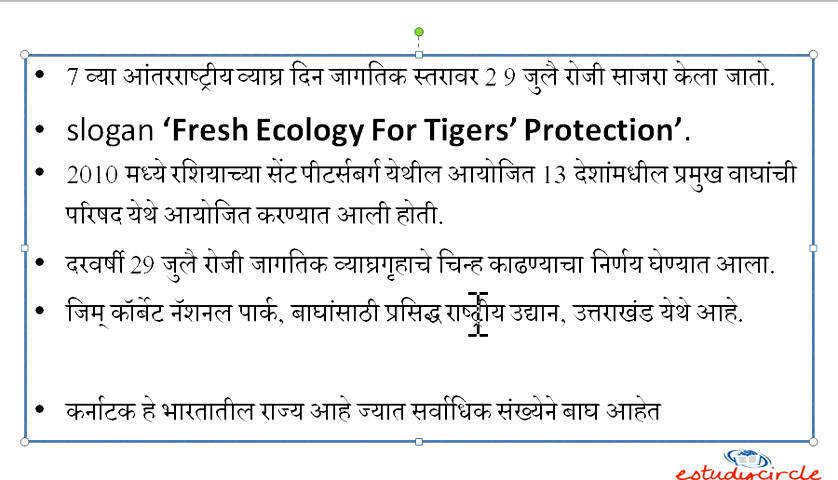 • 7 व्या आंतरराष्ट्रीय व्याघ्र दिन जागतिक स्तरावर 2 9 जुलै रोजी साजरा केला जातो.
• slogan ‘Fresh Ecology For Tigers’ Protection’.
• 2010 मध्ये रशियाच्या सेंट पीटर्सबर्ग येथील आयोजित 13 देशांमधील प्रमुख वाघांची
परिषद येथे आयोजित करण्यात आली होती.
• दरवर्षी 29 जुलै रोजी जागतिक व्याघ्रगृहाचे चिन्ह काढण्याचा निर्णय घेण्यात आला.
• जिम् कॉर्बेट नॅशनल पार्क, बाघांसाठी प्रसिद्ध राष्ट्रीय उद्यान, उत्तराखंड येथे आहे.
• कर्नाटक हे भारतातील राज्य आहे ज्यात सर्वाधिक संख्येने बाघ आहेत
estudycircle